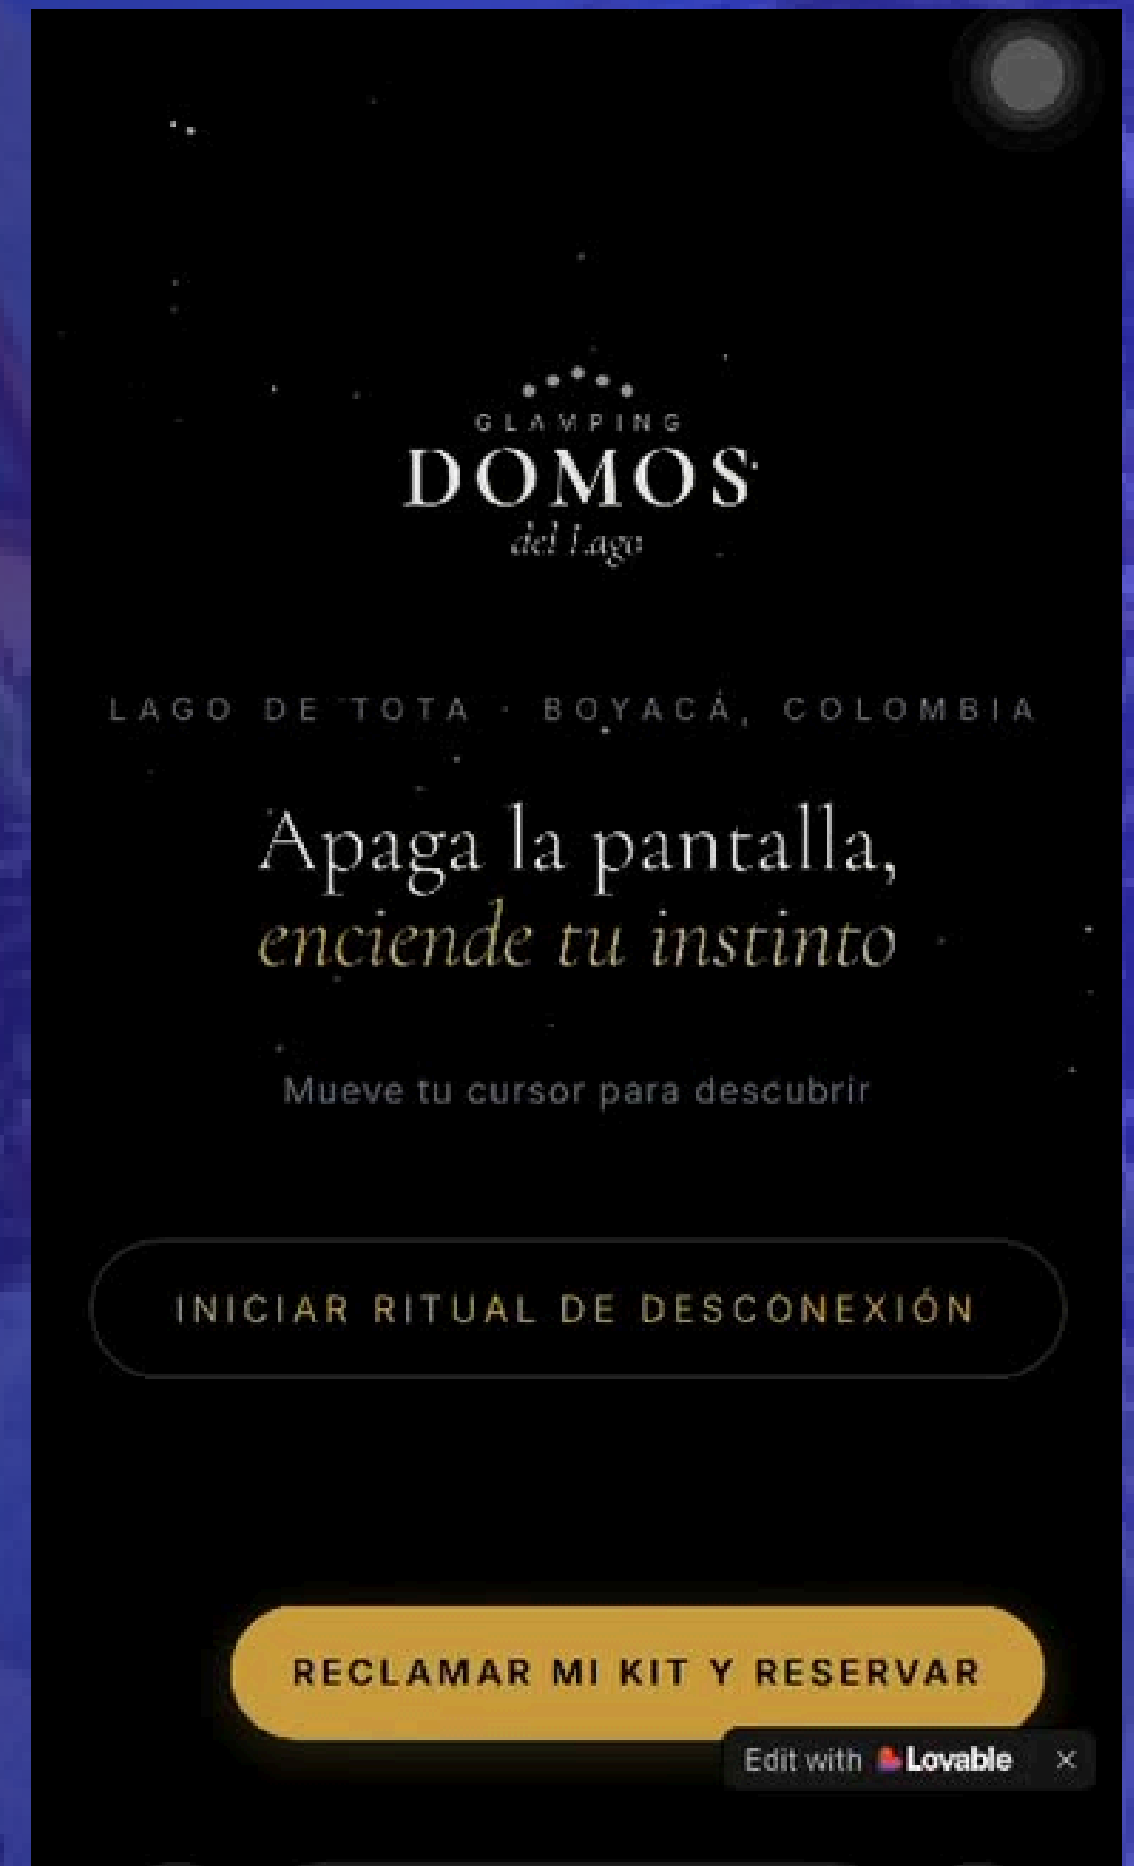 GLAMPING
DOMOS
del Lago
LAGO DE TOTA · BOYACÁ, COLOMBIA
Apaga la pantalla,
enciende tu instinto
Mueve tu cursor para descubrir
INICIAR RITUAL DE DESCONEXIÓN
RECLAMAR MI KIT Y RESERVAR
Edit with Lovable ×